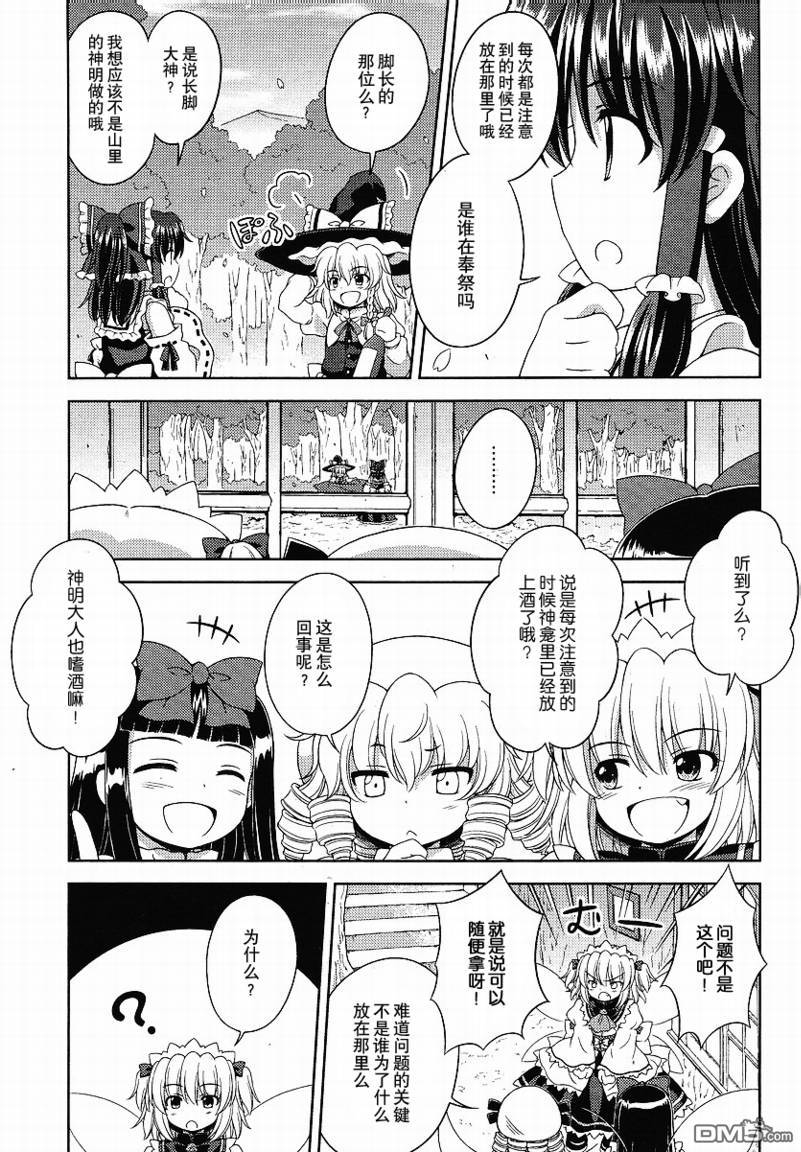 每次都是注意
到的时候已经
放在那里了哦
是谁在奉祭吗
脚长的
那位么？
是说长脚
大神？
我想应该不是山里
的神明做的哦
ぽふ
………
听到了么？
说是每次注意到的
时候神龛里已经放
上酒了哦？
这是怎么
回事呢？
神明大人也嗜酒嘛！
问题不是
这个吧！
むー
就是说可以
随便拿呀！
难道问题的关键
不是谁为了什么
放在那里么
为什么？
?
DM5.com